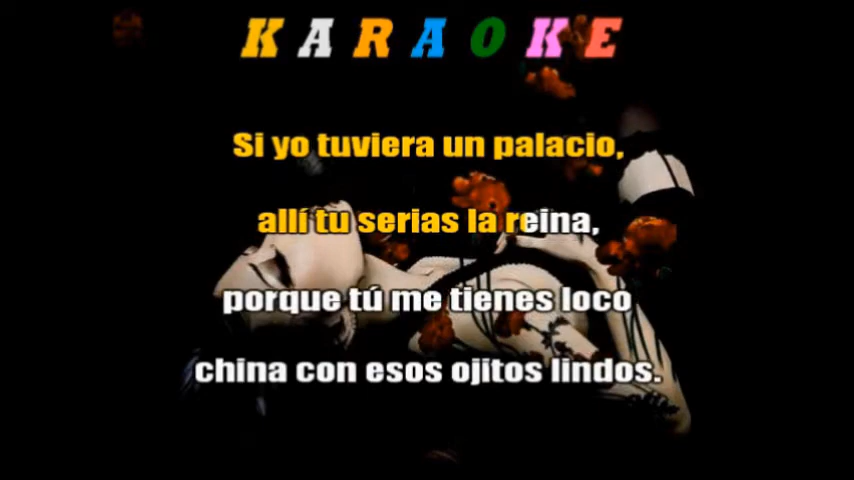 KARAOKE
Si yo tuviera un palacio,
allí tu serias la reina,
porque tú me tienes loco
china con esos ojitos lindos.